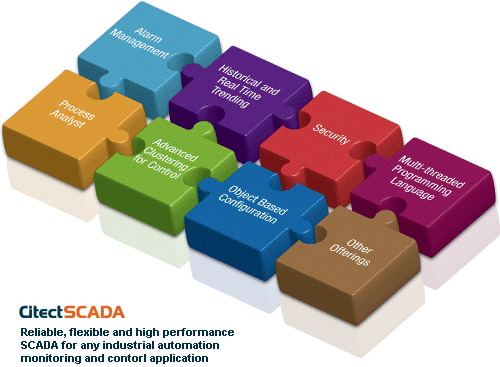 Alarm
Management
Historical and
Real Time
Trending
Security
Multi-threaded
Programming
Language
Process
Analyst
Advanced
Clustering
for Control
Object Based
Configuration
Other
Offerings
CitectSCADA
Reliable, flexible and high performance
SCADA for any industrial automation
monitoring and contorl application